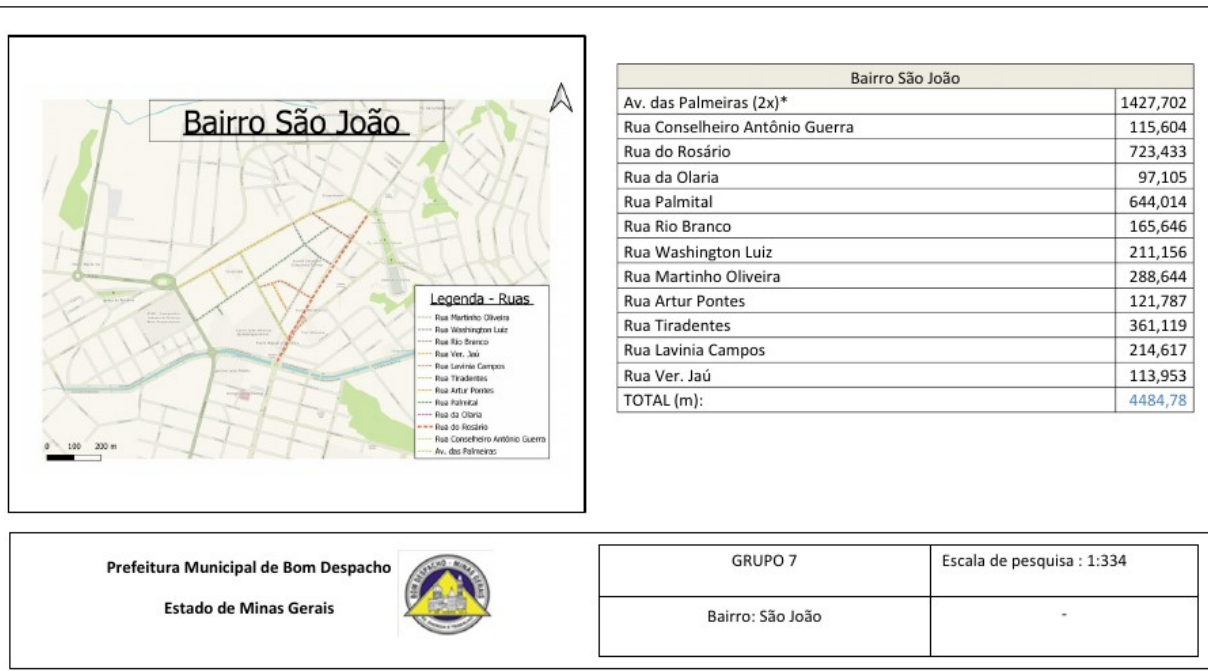 Bairro São João
0 100 200 m
Legenda - Ruas
Rua Martinho Oliveira
Rua Washington Luiz
Rua Rio Branco
Rua Ver. Jaú
Rua Lavinia Campos
Rua Tiradentes
Rua Artur Pontes
Rua Palmital
Rua da Olaria
Rua do Rosário
Rua Conselheiro Antônio Guerra
Av. das Palmeiras
Bairro São João
Av. das Palmeiras (2x)* 1427,702
Rua Conselheiro Antônio Guerra 115,604
Rua do Rosário 723,433
Rua da Olaria 97,105
Rua Palmital 644,014
Rua Rio Branco 165,646
Rua Washington Luiz 211,156
Rua Martinho Oliveira 288,644
Rua Artur Pontes 121,787
Rua Tiradentes 361,119
Rua Lavinia Campos 214,617
Rua Ver. Jaú 113,953
TOTAL (m): 4484,78
Prefeitura Municipal de Bom Despacho
Estado de Minas Gerais
BOM DESPACHO - MINAS GERAIS
GRUPO 7
Escala de pesquisa : 1:334
Bairro: São João
-